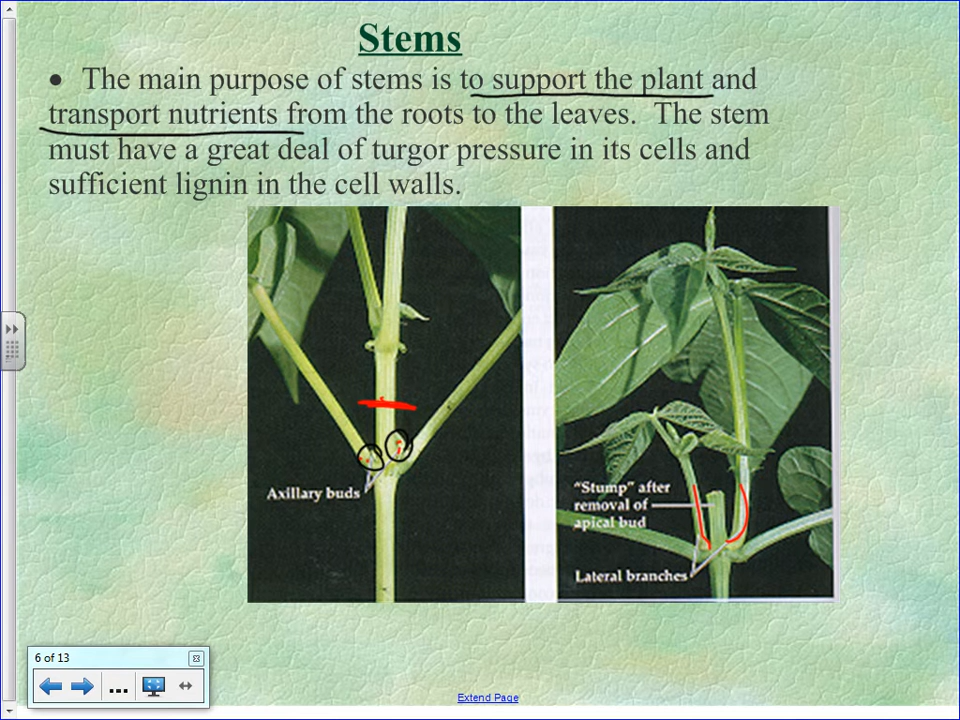 Stems
• The main purpose of stems is to support the plant and
transport nutrients from the roots to the leaves. The stem
must have a great deal of turgor pressure in its cells and
sufficient lignin in the cell walls.
Axillary buds
"Stump" after
removal of
apical bud
Lateral branches
6 of 13
...
Extend Page